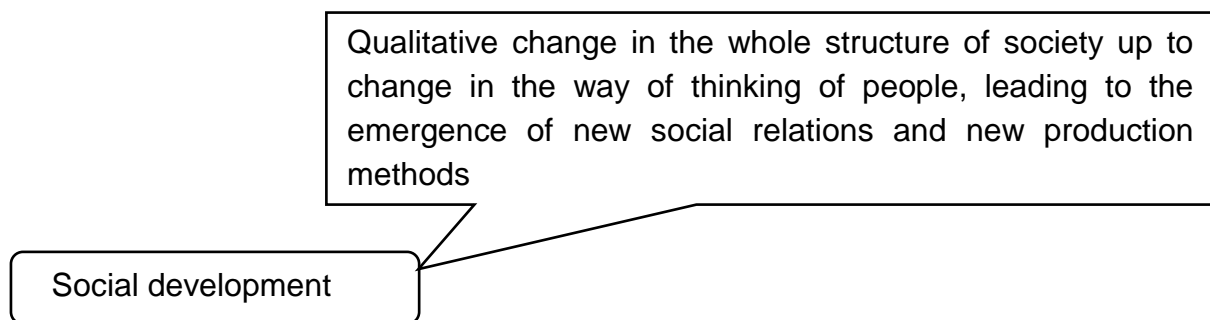 Qualitative change in the whole structure of society up to
change in the way of thinking of people, leading to the
emergence of new social relations and new production
methods
Social development